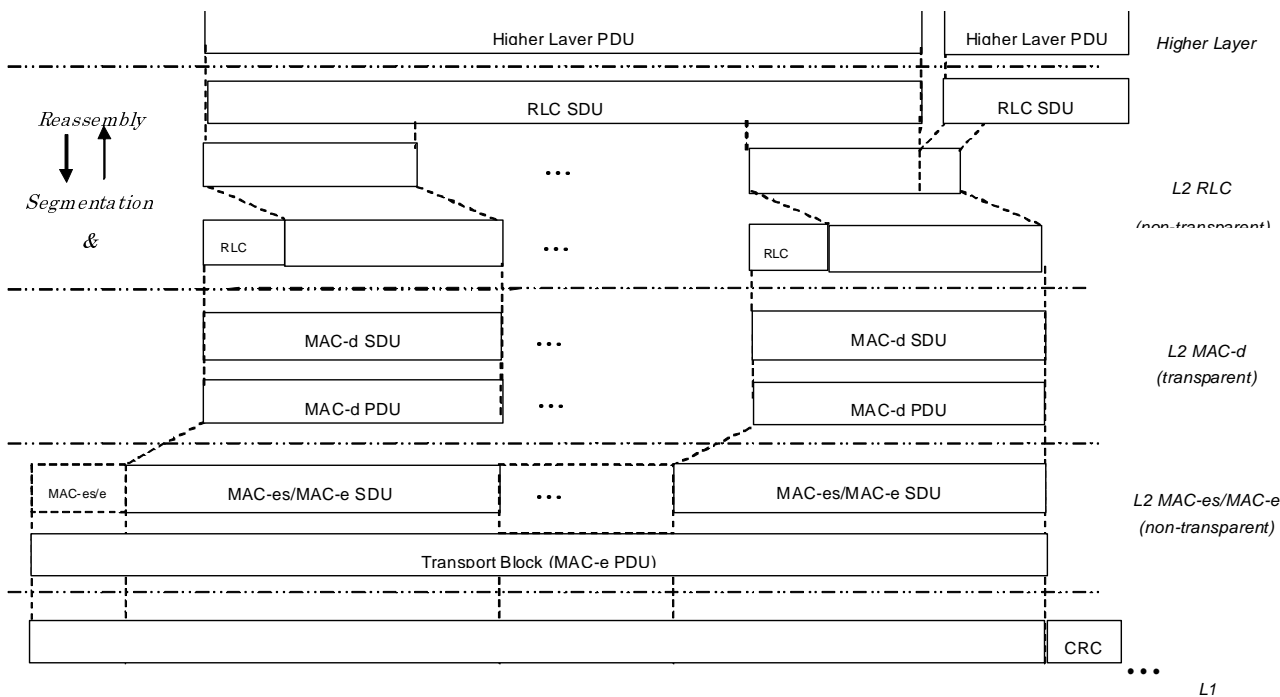 Higher Layer PDU
Higher Layer PDU
Higher Layer
RLC SDU
RLC SDU
Reassembly
Segmentation
&
...
L2 RLC
(non-transparent)
RLC
...
RLC
MAC-d SDU
...
MAC-d SDU
L2 MAC-d
(transparent)
MAC-d PDU
...
MAC-d PDU
MAC-es/e
MAC-es/MAC-e SDU
...
MAC-es/MAC-e SDU
L2 MAC-es/MAC-e
(non-transparent)
Transport Block (MAC-e PDU)
CRC
...
L1